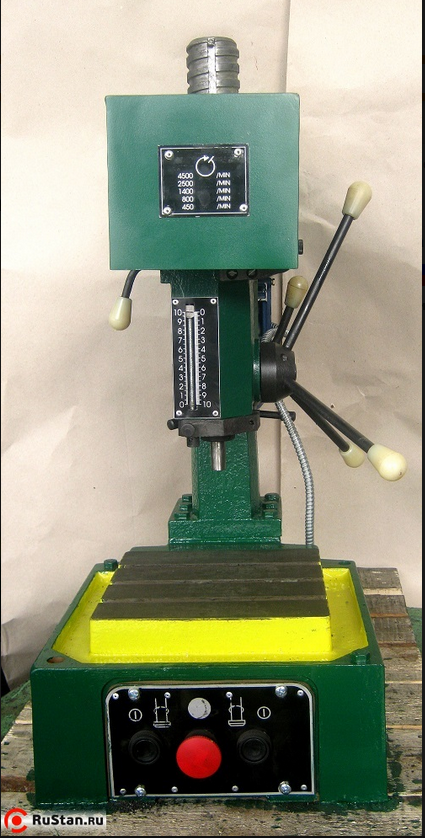 4500 /MIN
2500 /MIN
1400 /MIN
800 /MIN
450 /MIN
10 0
9 1
8 2
7 3
6 4
5 5
4 6
3 7
2 8
1 9
0 10
RuStan.ru